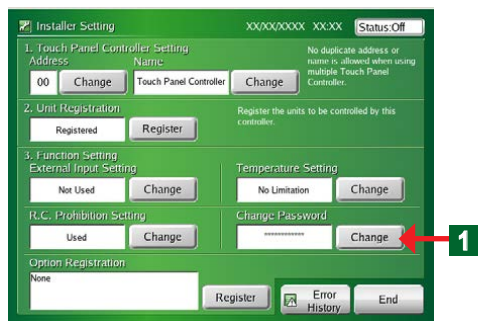 Installer Setting XX/XX/XXXX XX:XX Status:Off
1. Touch Panel Controller Setting
Address Name
00 Change Touch Panel Controller Change
No duplicate address or
name is allowed when using
multiple Touch Panel
Controller.
2. Unit Registration
Registered Register
Register the units to be controlled by this
controller.
3. Function Setting
External Input Setting Temperature Setting
Not Used Change No Limitation Change
R.C. Prohibition Setting Change Password
Used Change ************ Change
1
Option Registration
None
Register Error
History End